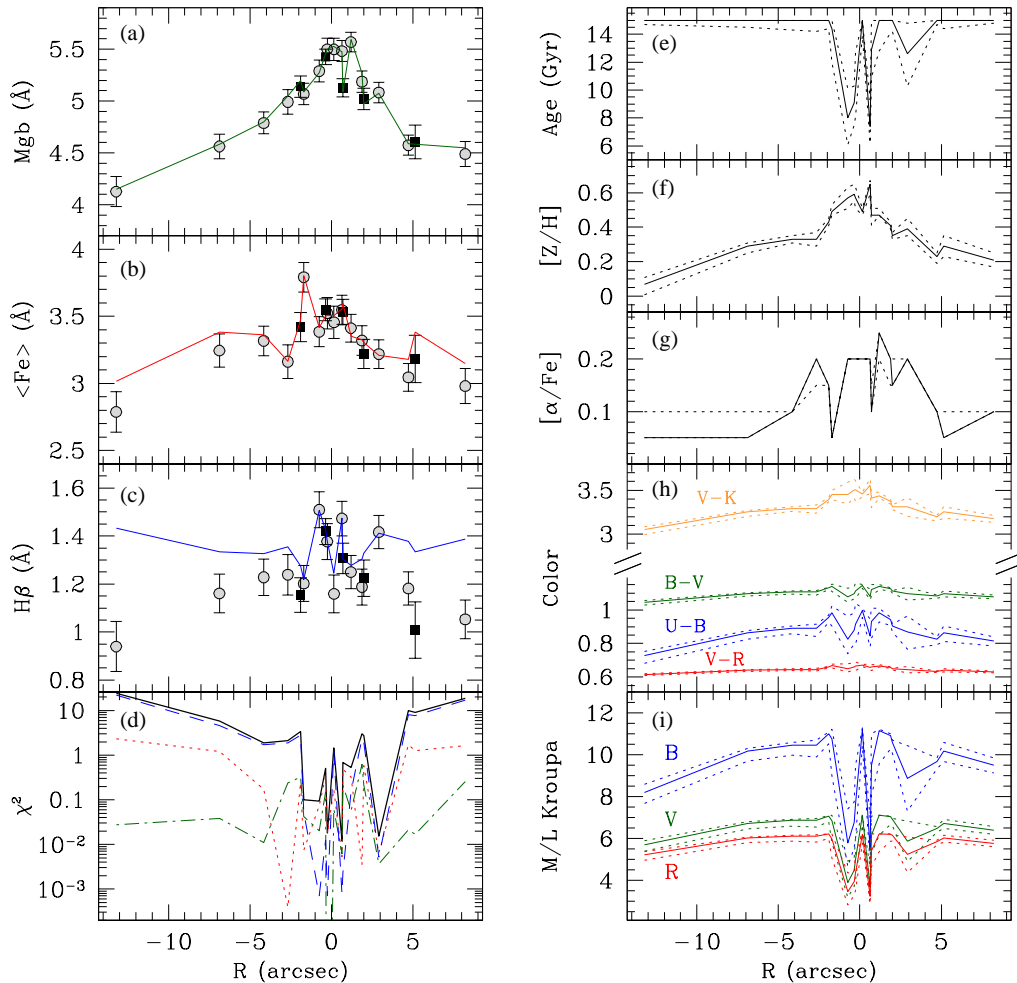 (a)
Mgb (Å)
5.5
5
4.5
4
(b)
<Fe> (Å)
4
3.5
3
2.5
(c)
Hβ (Å)
1.6
1.4
1.2
1
0.8
(d)
χ²
10
1
0.1
10⁻²
10⁻³
−10 −5 0 5
R (arcsec)
(e)
Age (Gyr)
14
12
10
8
6
(f)
[Z/H]
0.6
0.4
0.2
0
(g)
[α/Fe]
0.2
0.1
(h)
Color
3.5
3
1
0.8
0.6
V−K
B−V
U−B
V−R
(i)
M/L Kroupa
12
10
8
6
4
B
V
R
−10 −5 0 5
R (arcsec)